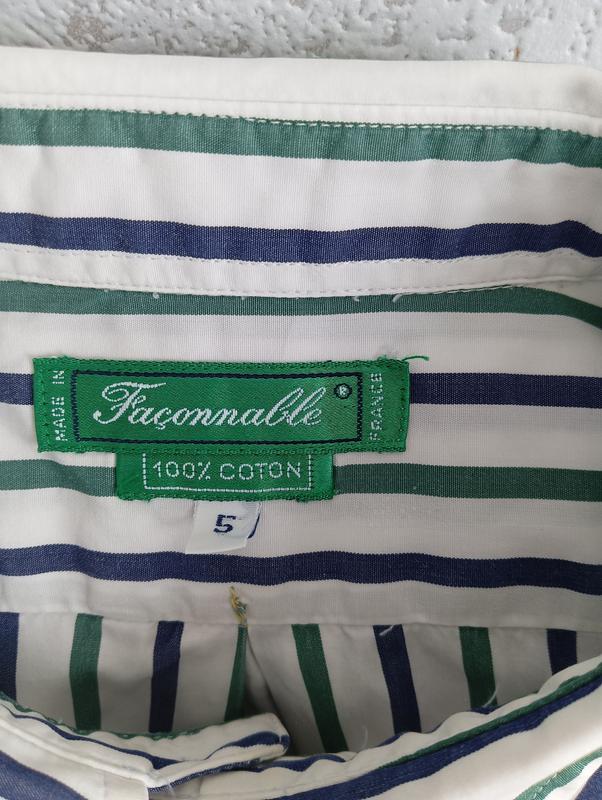 MADE IN
Façonnable®
FRANCE
100% COTON
5